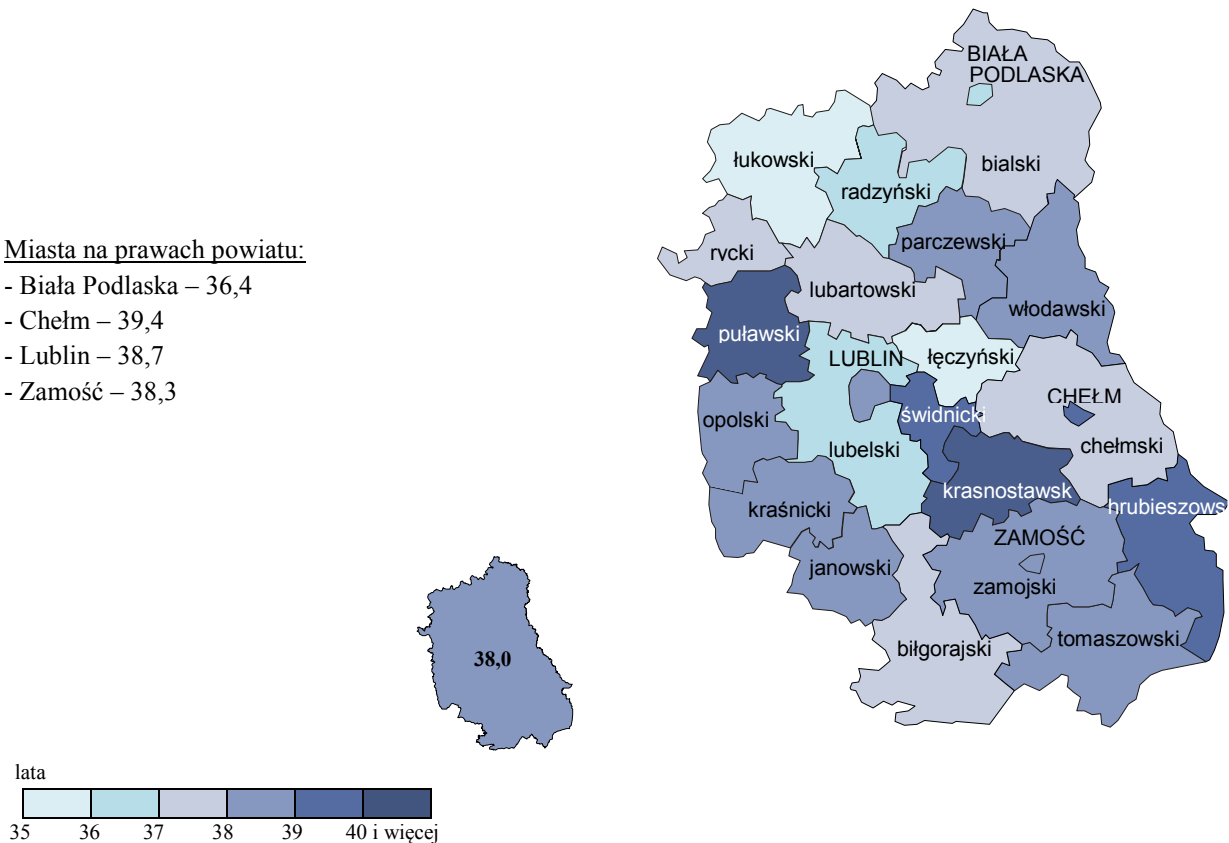 BIAŁA
PODLASKA
łukowski
bialski
radzyński
Miasta na prawach powiatu:
parczewski
rycki
- Biała Podlaska – 36,4
lubartowski
włodawski
- Chełm – 39,4
puławski
- Lublin – 38,7
LUBLIN
łęczyński
- Zamość – 38,3
CHEŁM
świdnicki
opolski
chełmski
lubelski
krasnostawsk
hrubieszows
kraśnicki
ZAMOŚĆ
janowski
zamojski
tomaszowski
biłgorajski
38,0
lata
35 36 37 38 39 40 i więcej